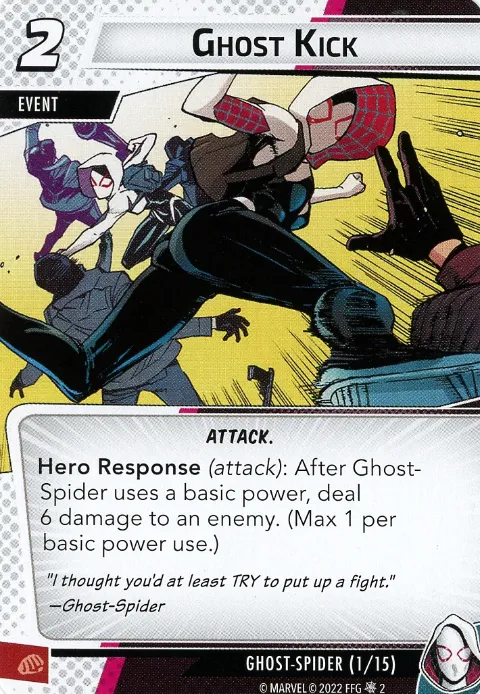 2
GHOST KICK
EVENT
ATTACK.
Hero Response (attack): After Ghost-
Spider uses a basic power, deal
6 damage to an enemy. (Max 1 per
basic power use.)
"I thought you'd at least TRY to put up a fight."
—Ghost-Spider
GHOST-SPIDER (1/15)
© MARVEL © 2022 FFG 2